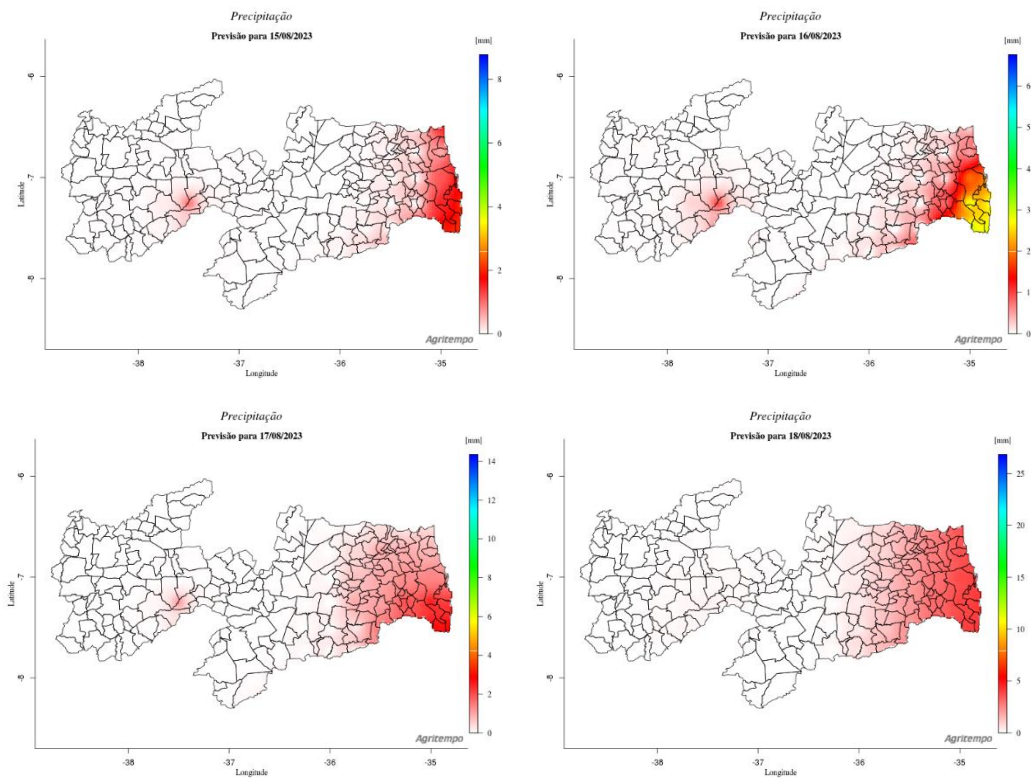 Precipitação
Previsão para 15/08/2023
[mm]
-6
-7
-8
Latitude
8
6
4
2
0
Agritempo
-38
-37
-36
-35
Longitude
Precipitação
Previsão para 16/08/2023
[mm]
-6
-7
-8
Latitude
6
5
4
3
2
1
0
Agritempo
-38
-37
-36
-35
Longitude
Precipitação
Previsão para 17/08/2023
[mm]
-6
-7
-8
Latitude
14
12
10
8
6
4
2
0
Agritempo
-38
-37
-36
-35
Longitude
Precipitação
Previsão para 18/08/2023
[mm]
-6
-7
-8
Latitude
25
20
15
10
5
0
Agritempo
-38
-37
-36
-35
Longitude